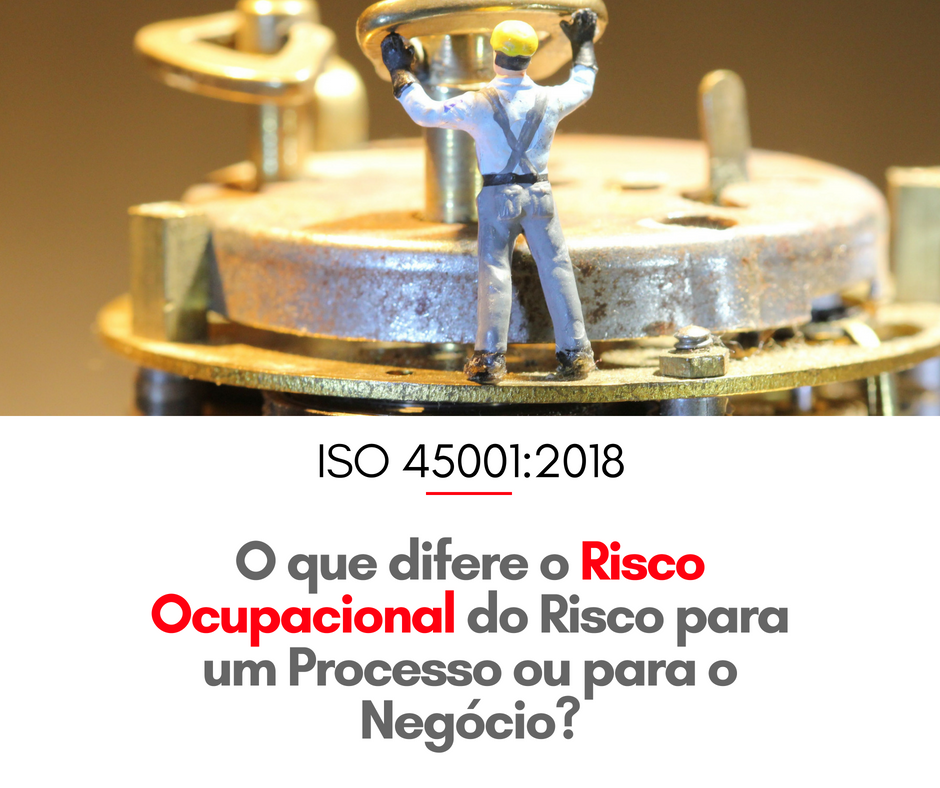 ISO 45001:2018
O que difere o Risco
Ocupacional do Risco para
um Processo ou para o
Negócio?